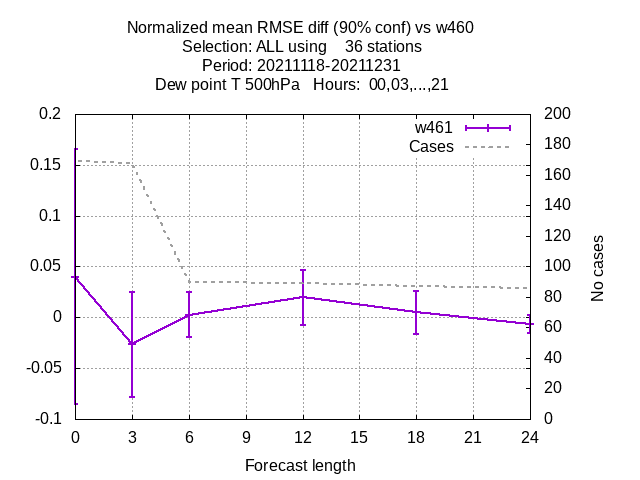 Normalized mean RMSE diff (90% conf) vs w460
Selection: ALL using    36 stations
Period: 20211118-20211231
Dew point T 500hPa   Hours:  00,03,...,21
w461
Cases
0.2
0.15
0.1
0.05
0
-0.05
-0.1
200
180
160
140
120
100
80
60
40
20
0
No cases
0 3 6 9 12 15 18 21 24
Forecast length